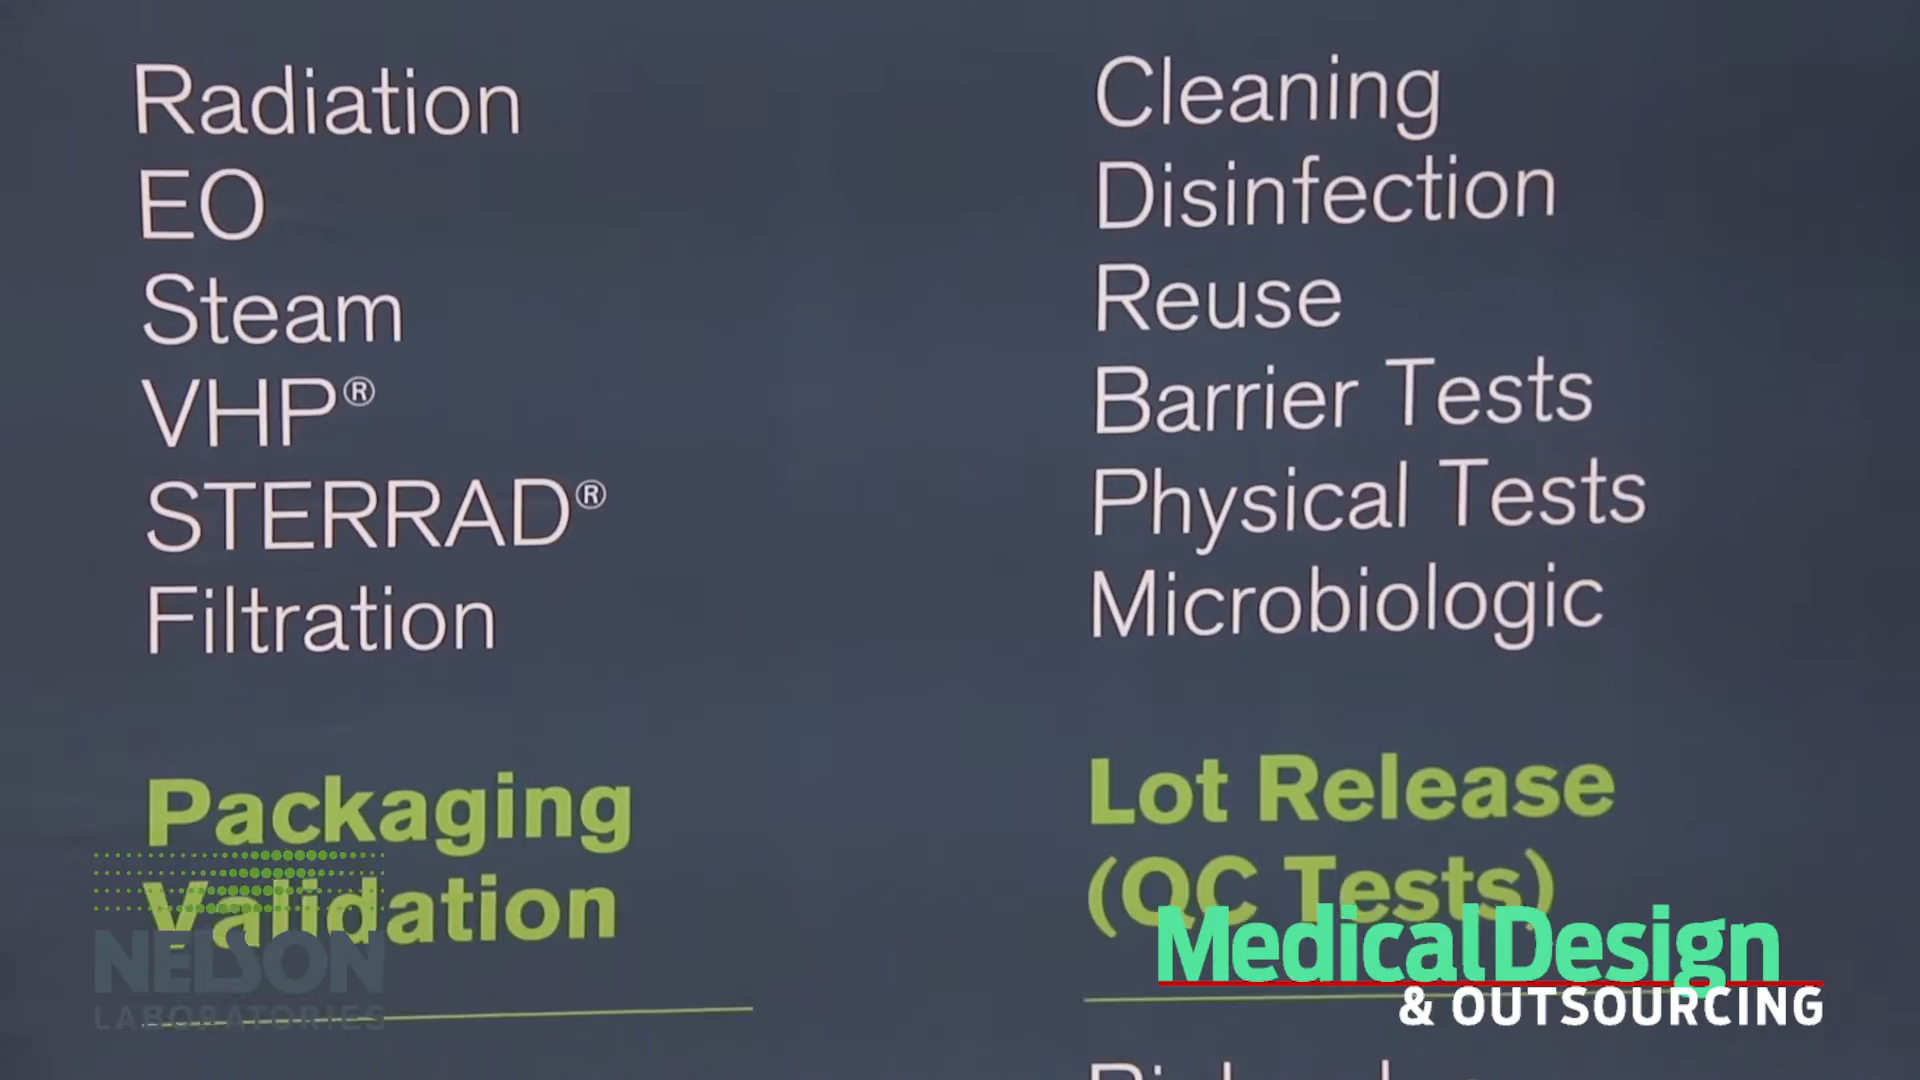 Radiation
EO
Steam
VHP®
STERRAD®
Filtration
Packaging
Validation
Cleaning
Disinfection
Reuse
Barrier Tests
Physical Tests
Microbiologic
Lot Release
(QC Tests)
NELSON
LABORATORIES
MedicalDesign
& OUTSOURCING